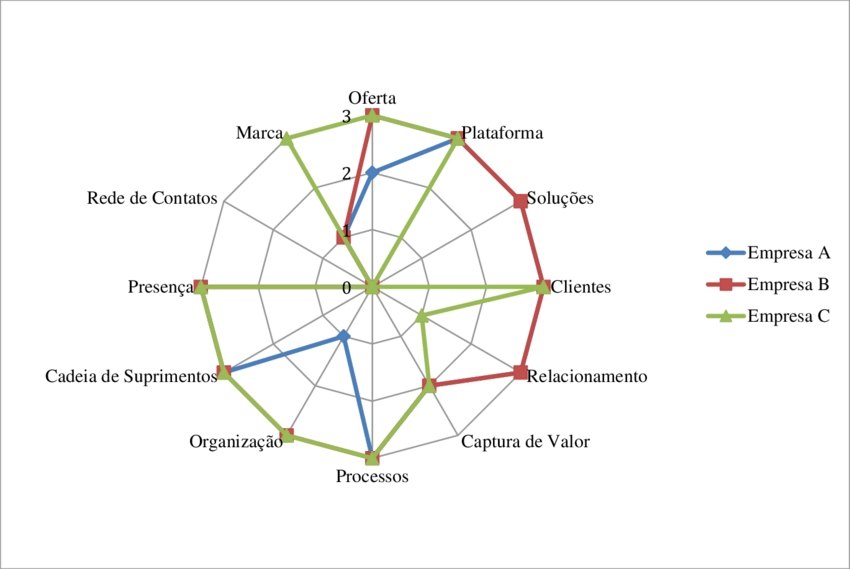 Oferta
3
Marca
Plataforma
2
Rede de Contatos
Soluções
1
Empresa A
Presença
0
Clientes
Empresa B
Empresa C
Cadeia de Suprimentos
Relacionamento
Organização
Captura de Valor
Processos